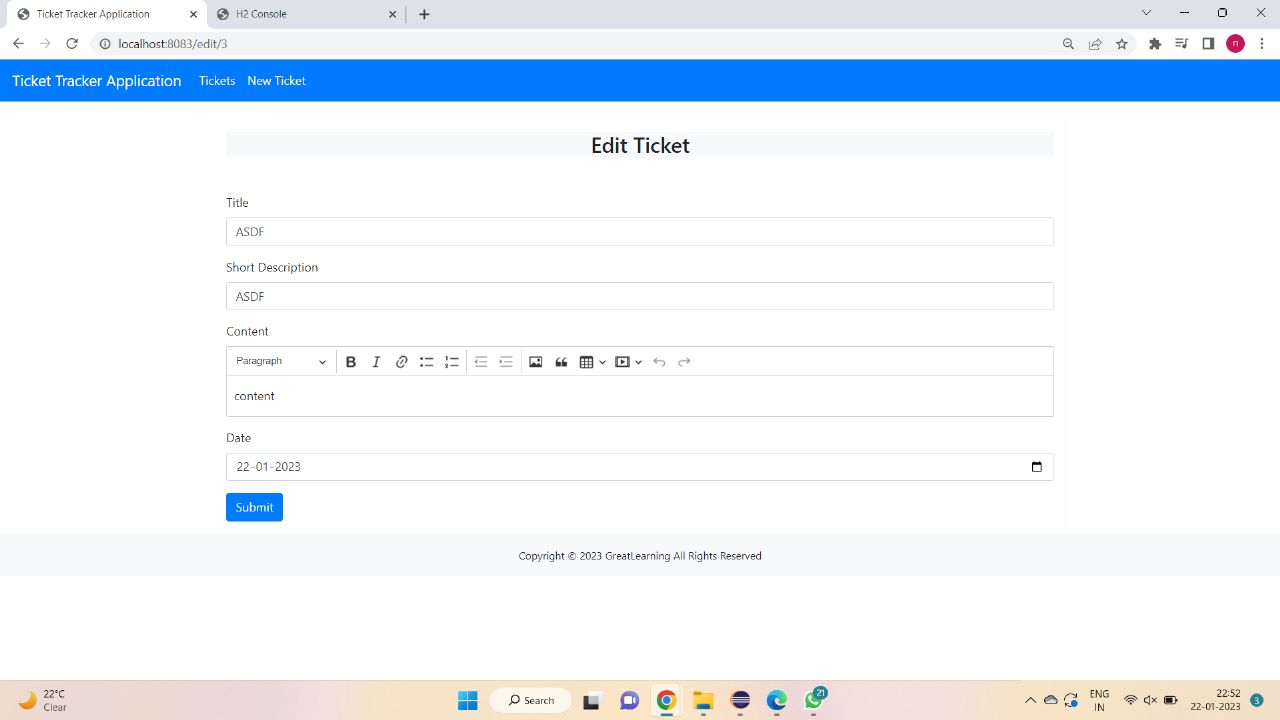 Ticket Tracker Application
H2 Console
localhost:8083/edit/3
n
Ticket Tracker Application Tickets New Ticket
Edit Ticket
Title
ASDF
Short Description
ASDF
Content
Paragraph
content
Date
22-01-2023
Submit
Copyright © 2023 GreatLearning All Rights Reserved
22°C
Clear
Search
21
ENG
IN
22:52
22-01-2023
3